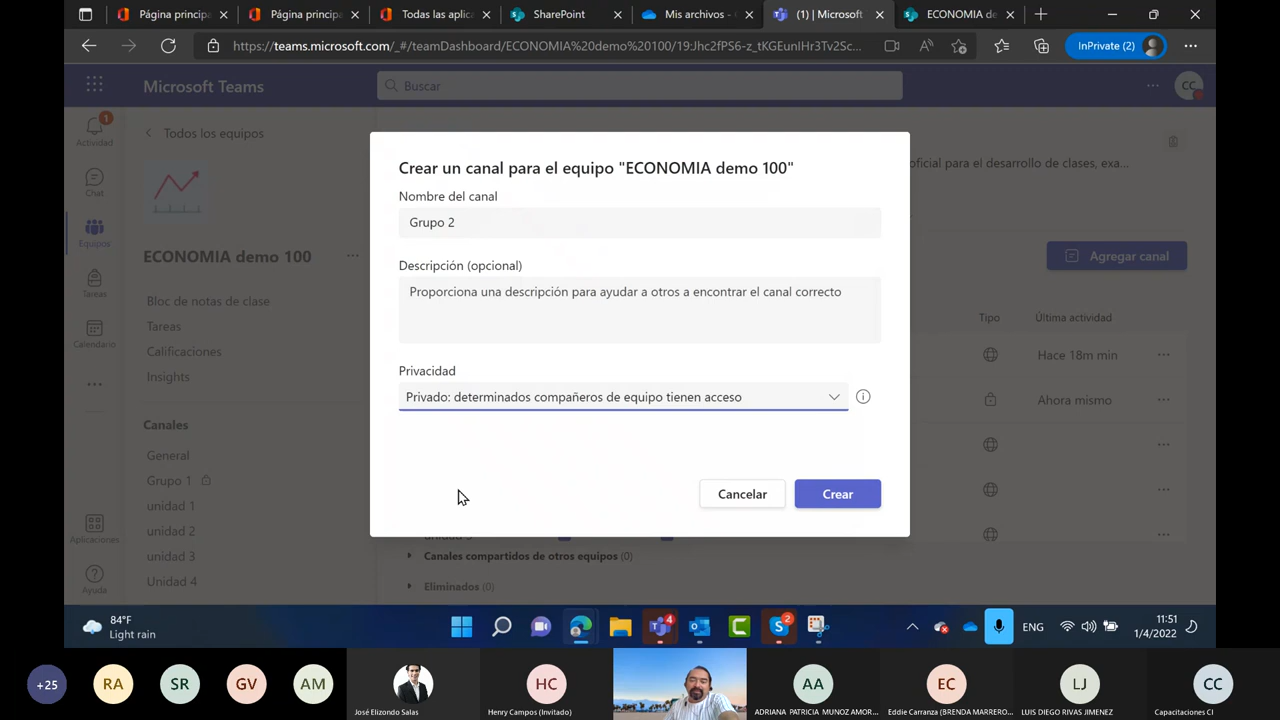 Página principa
Página principa
Todas las aplica
SharePoint
Mis archivos - C
(1) | Microsoft
ECONOMIA de
https://teams.microsoft.com/_#/teamDashboard/ECONOMIA%20demo%20100/19:Jhc2fPS6-z_tKGEunIHr3Tv2Sc...
InPrivate (2)
Microsoft Teams
Buscar
CC
1
Actividad
Chat
Equipos
Tareas
Calendario
Aplicaciones
Ayuda
Todos los equipos
ECONOMIA demo 100
Bloc de notas de clase
Tareas
Calificaciones
Insights
Canales
General
Grupo 1
unidad 1
unidad 2
unidad 3
Unidad 4
oficial para el desarrollo de clases, exa...
Agregar canal
Tipo
Última actividad
Hace 18m min
Ahora mismo
Crear un canal para el equipo "ECONOMIA demo 100"
Nombre del canal
Grupo 2
Descripción (opcional)
Proporciona una descripción para ayudar a otros a encontrar el canal correcto
Privacidad
Privado: determinados compañeros de equipo tienen acceso
Cancelar
Crear
Canales compartidos de otros equipos (0)
Eliminados (0)
84°F
Light rain
4
2
ENG
11:51
1/4/2022
+25
RA
SR
GV
AM
José Elizondo Salas
HC
Henry Campos (Invitado)
AA
ADRIANA PATRICIA MUÑOZ AMOR...
EC
Eddie Carranza (BRENDA MARRERO...
LJ
LUIS DIEGO RIVAS JIMENEZ
CC
Capacitaciones CI